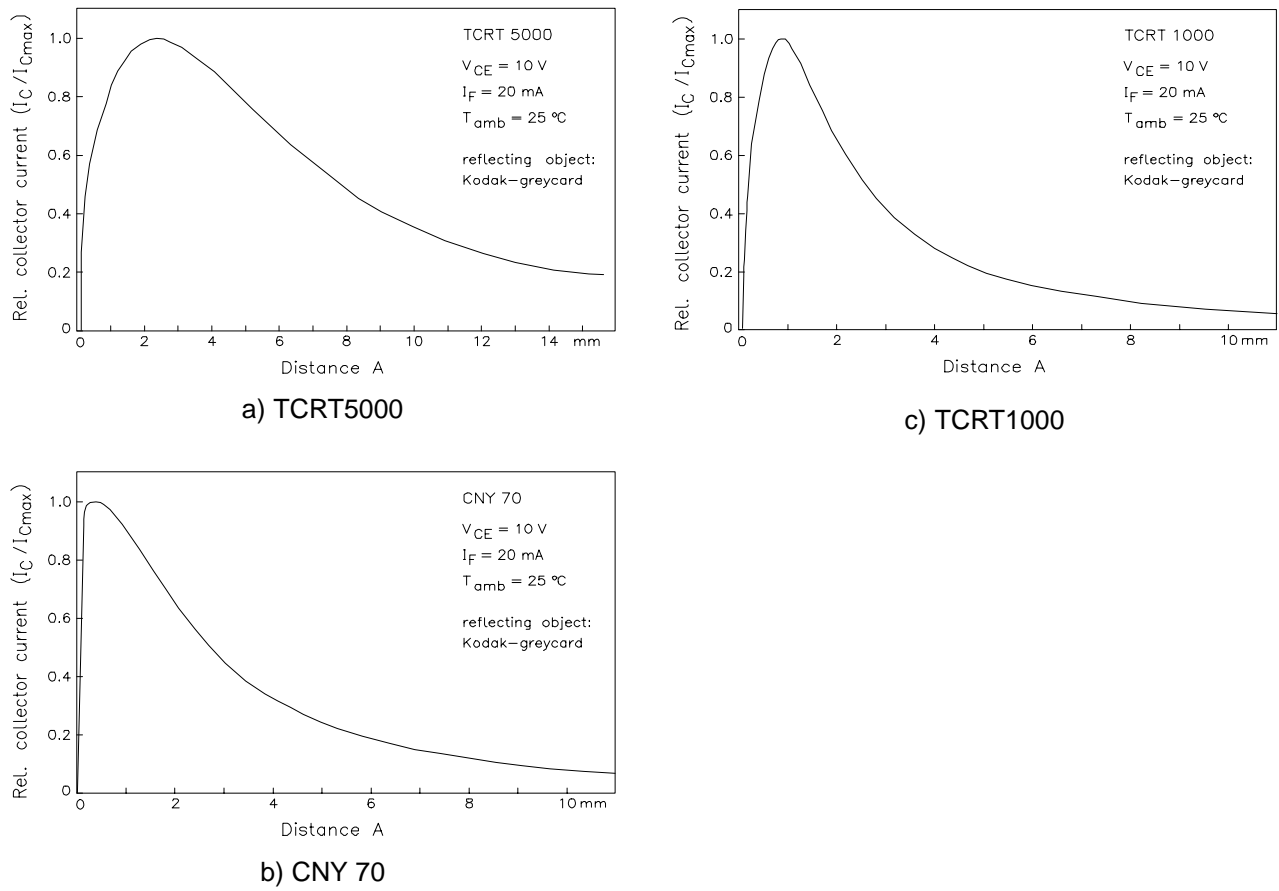 Rel. collector current (I_C/I_Cmax)
1.0
0.8
0.6
0.4
0.2
0
TCRT 5000
V_CE = 10 V
I_F = 20 mA
T_amb = 25 °C
reflecting object:
Kodak-greycard
0 2 4 6 8 10 12 14 mm
Distance A
a) TCRT5000
Rel. collector current (I_C/I_Cmax)
1.0
0.8
0.6
0.4
0.2
0
TCRT 1000
V_CE = 10 V
I_F = 20 mA
T_amb = 25 °C
reflecting object:
Kodak-greycard
0 2 4 6 8 10 mm
Distance A
c) TCRT1000
Rel. collector current (I_C/I_Cmax)
1.0
0.8
0.6
0.4
0.2
0
CNY 70
V_CE = 10 V
I_F = 20 mA
T_amb = 25 °C
reflecting object:
Kodak-greycard
0 2 4 6 8 10 mm
Distance A
b) CNY 70